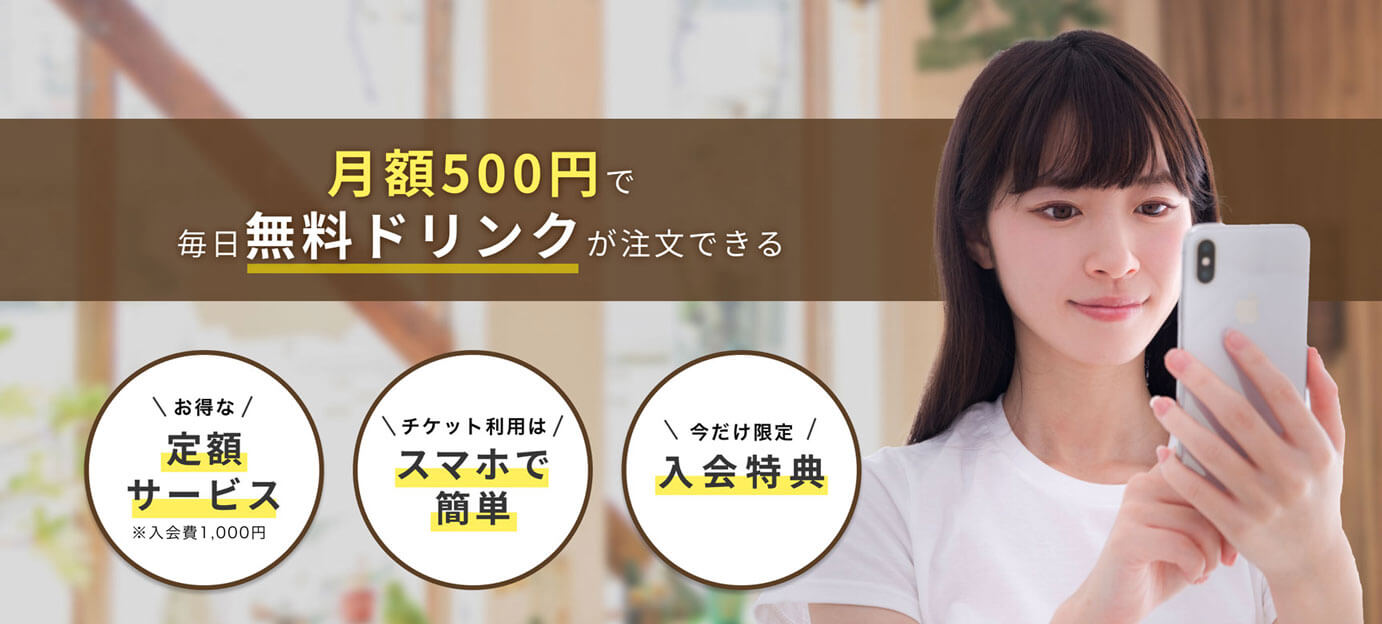 月額500円で
毎日無料ドリンクが注文できる
\ お得な /
定額
サービス
※入会費1,000円
\ チケット利用は /
スマホで
簡単
\ 今だけ限定 /
入会特典